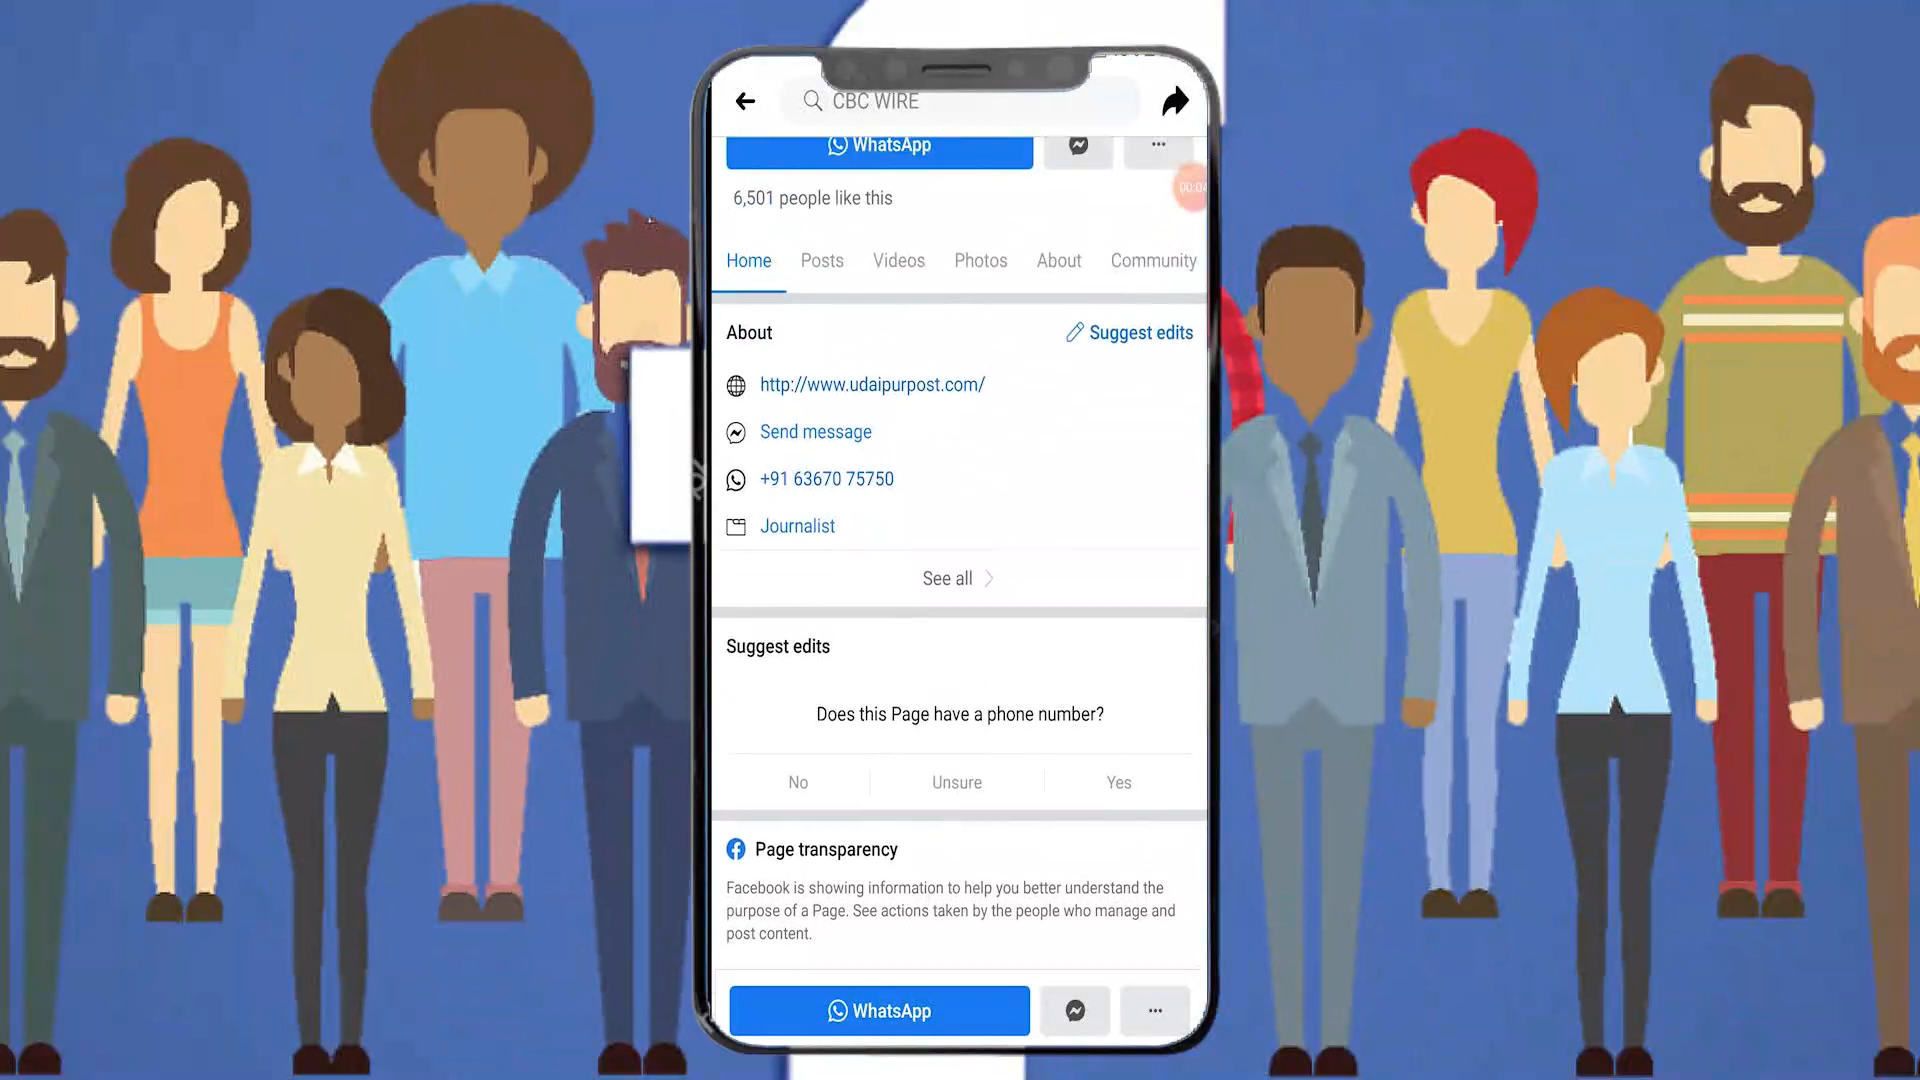 CBC WIRE
WhatsApp
6,501 people like this
Home Posts Videos Photos About Community
About Suggest edits
http://www.udaipurpost.com/
Send message
+91 63670 75750
Journalist
See all
Suggest edits
Does this Page have a phone number?
No Unsure Yes
Page transparency
Facebook is showing information to help you better understand the
purpose of a Page. See actions taken by the people who manage and
post content.
WhatsApp